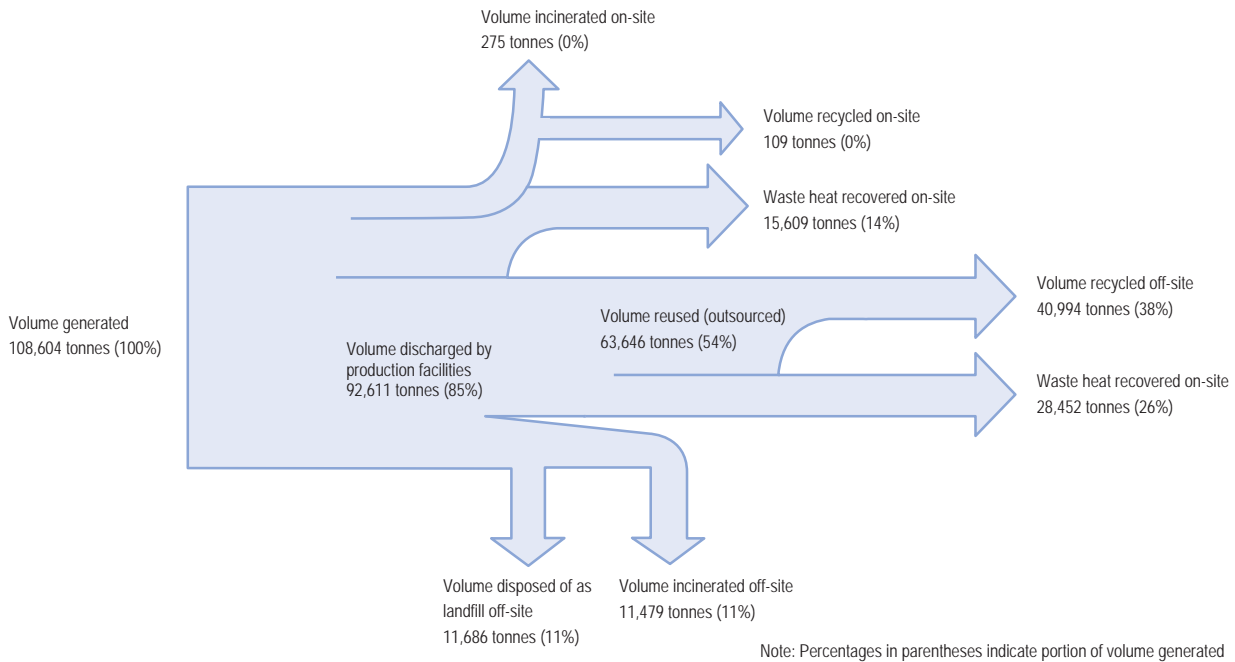 Volume incinerated on-site
275 tonnes (0%)
Volume recycled on-site
109 tonnes (0%)
Waste heat recovered on-site
15,609 tonnes (14%)
Volume recycled off-site
40,994 tonnes (38%)
Volume generated
108,604 tonnes (100%)
Volume reused (outsourced)
63,646 tonnes (54%)
Volume discharged by
production facilities
92,611 tonnes (85%)
Waste heat recovered on-site
28,452 tonnes (26%)
Volume disposed of as
landfill off-site
11,686 tonnes (11%)
Volume incinerated off-site
11,479 tonnes (11%)
Note: Percentages in parentheses indicate portion of volume generated